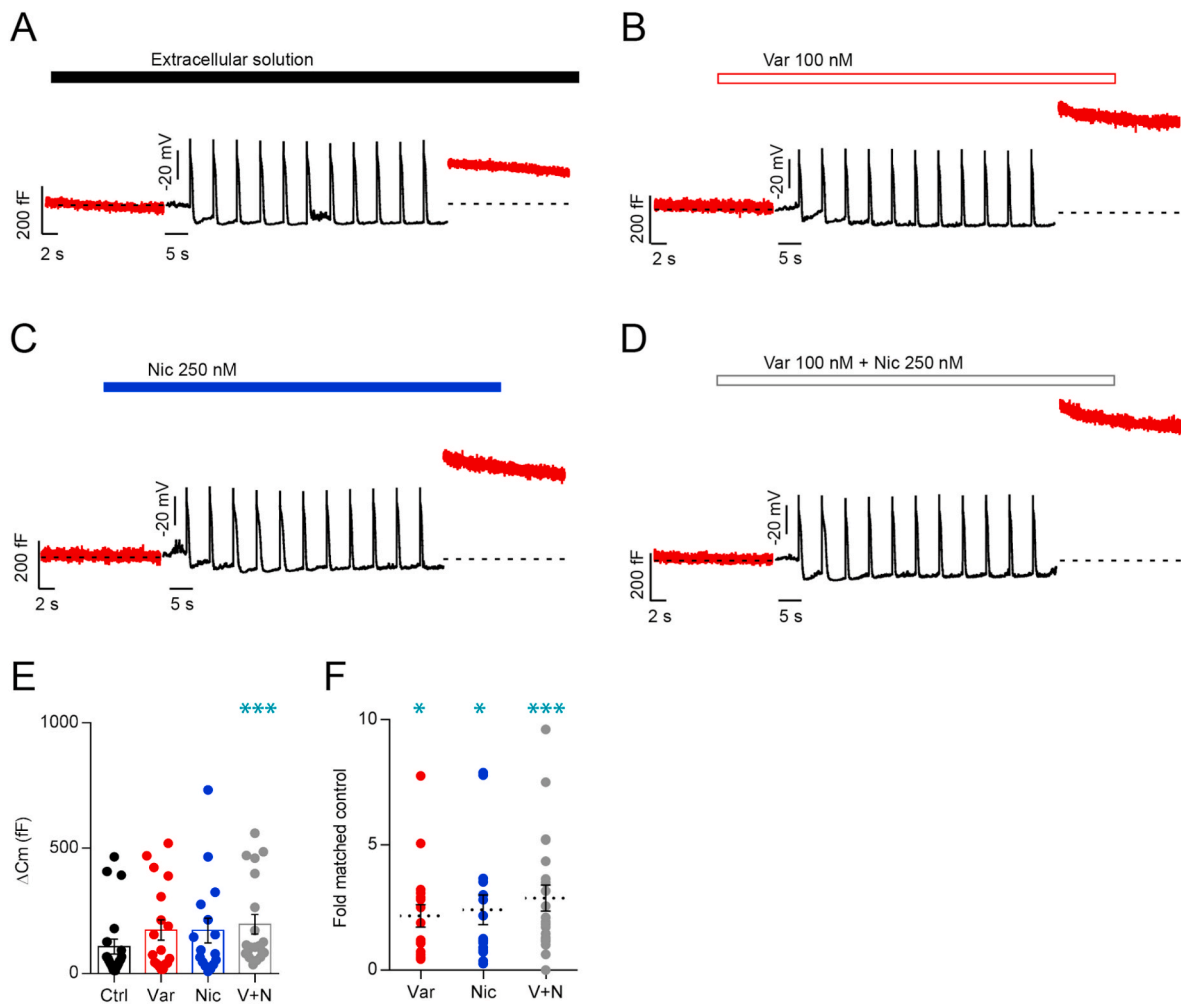 A
Extracellular solution
-20 mV
200 fF
2 s
5 s
B
Var 100 nM
-20 mV
200 fF
2 s
5 s
C
Nic 250 nM
-20 mV
200 fF
2 s
5 s
D
Var 100 nM + Nic 250 nM
-20 mV
200 fF
2 s
5 s
E
***
1000
500
0
ΔCm (fF)
Ctrl Var Nic V+N
F
* * ***
10
5
0
Fold matched control
Var Nic V+N